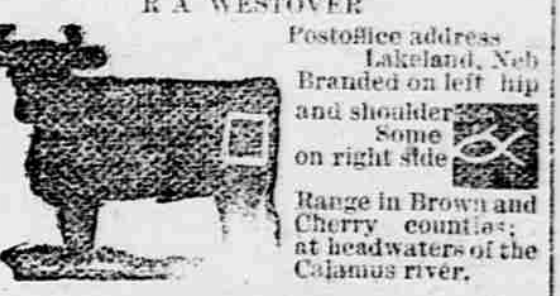 R A WESTOVER
Postoffice address
Lakeland, Neb
Branded on left hip
and shoulder
Some
on right side
Range in Brown and
Cherry counties;
at headwaters of the
Calamus river.